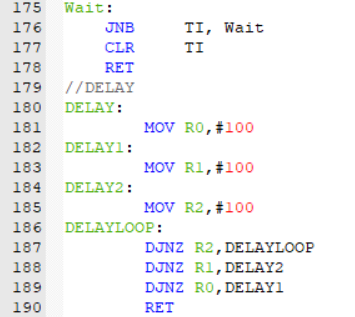 175 Wait:
176 JNB TI, Wait
177 CLR TI
178 RET
179 //DELAY
180 DELAY:
181 MOV R0,#100
182 DELAY1:
183 MOV R1,#100
184 DELAY2:
185 MOV R2,#100
186 DELAYLOOP:
187 DJNZ R2,DELAYLOOP
188 DJNZ R1,DELAY2
189 DJNZ R0,DELAY1
190 RET